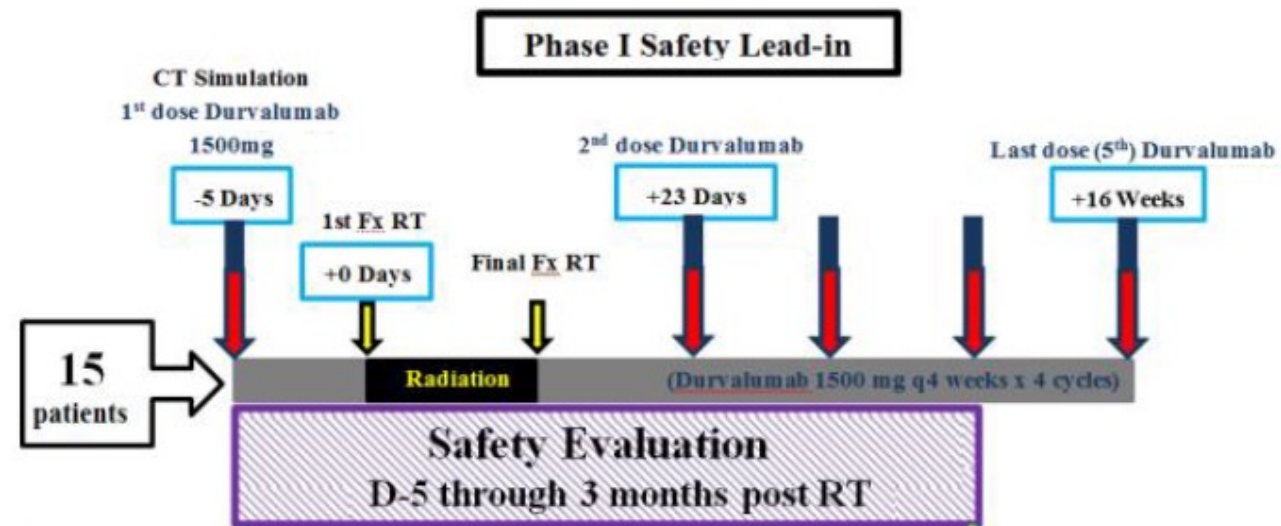 Phase I Safety Lead-in
CT Simulation
1st dose Durvalumab
1500mg
-5 Days
1st Fx RT
+0 Days
Final Fx RT
2nd dose Durvalumab
+23 Days
Last dose (5th) Durvalumab
+16 Weeks
15
patients
Radiation
(Durvalumab 1500 mg q4 weeks x 4 cycles)
Safety Evaluation
D-5 through 3 months post RT